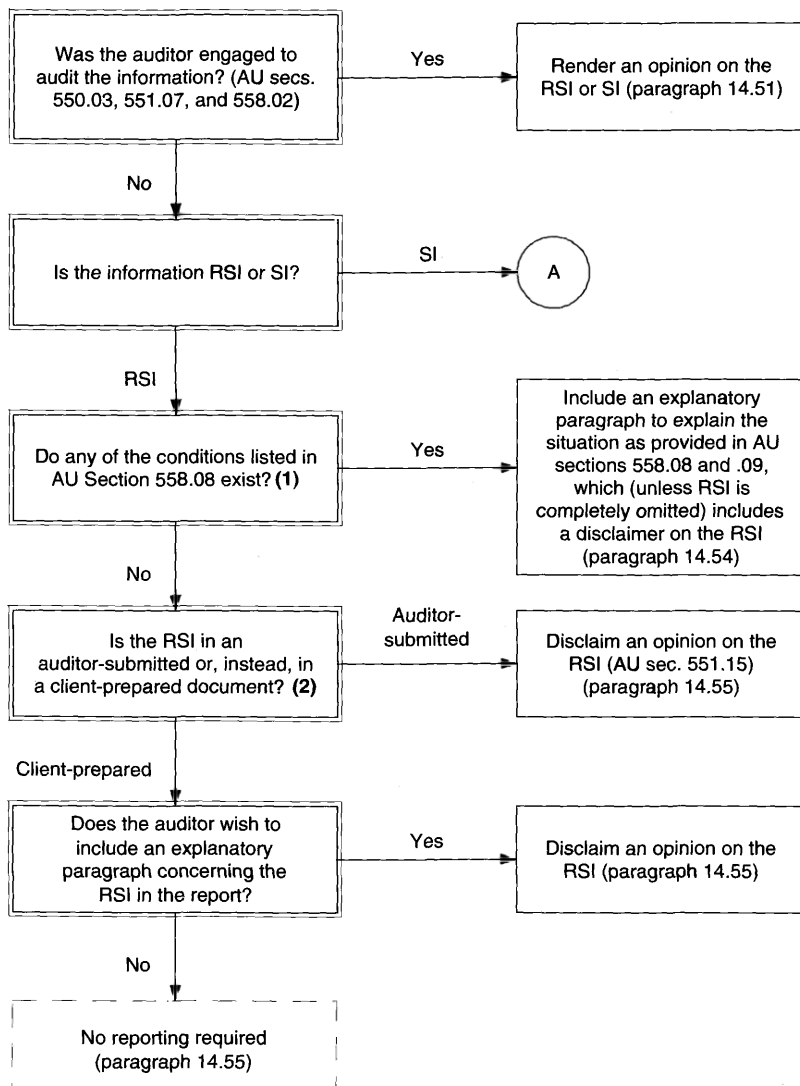 Was the auditor engaged to
audit the information? (AU secs.
550.03, 551.07, and 558.02)
Yes
Render an opinion on the
RSI or SI (paragraph 14.51)
No
Is the information RSI or SI?
SI
A
RSI
Do any of the conditions listed in
AU Section 558.08 exist? (1)
Yes
Include an explanatory
paragraph to explain the
situation as provided in AU
sections 558.08 and .09,
which (unless RSI is
completely omitted) includes
a disclaimer on the RSI
(paragraph 14.54)
No
Is the RSI in an
auditor-submitted or, instead, in
a client-prepared document? (2)
Auditor-
submitted
Disclaim an opinion on the
RSI (AU sec. 551.15)
(paragraph 14.55)
Client-prepared
Does the auditor wish to
include an explanatory
paragraph concerning the
RSI in the report?
Yes
Disclaim an opinion on the
RSI (paragraph 14.55)
No
No reporting required
(paragraph 14.55)